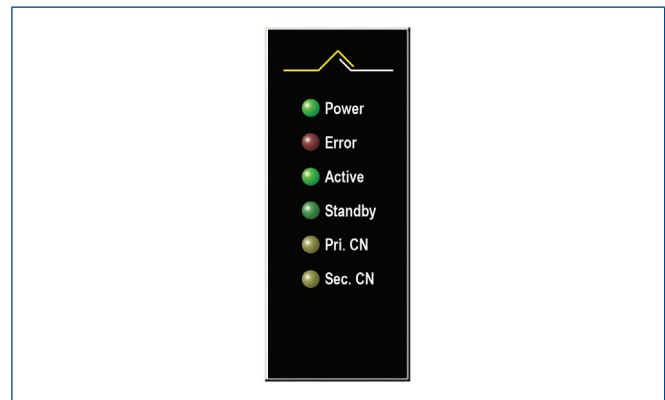 Power
Error
Active
Standby
Pri. CN
Sec. CN